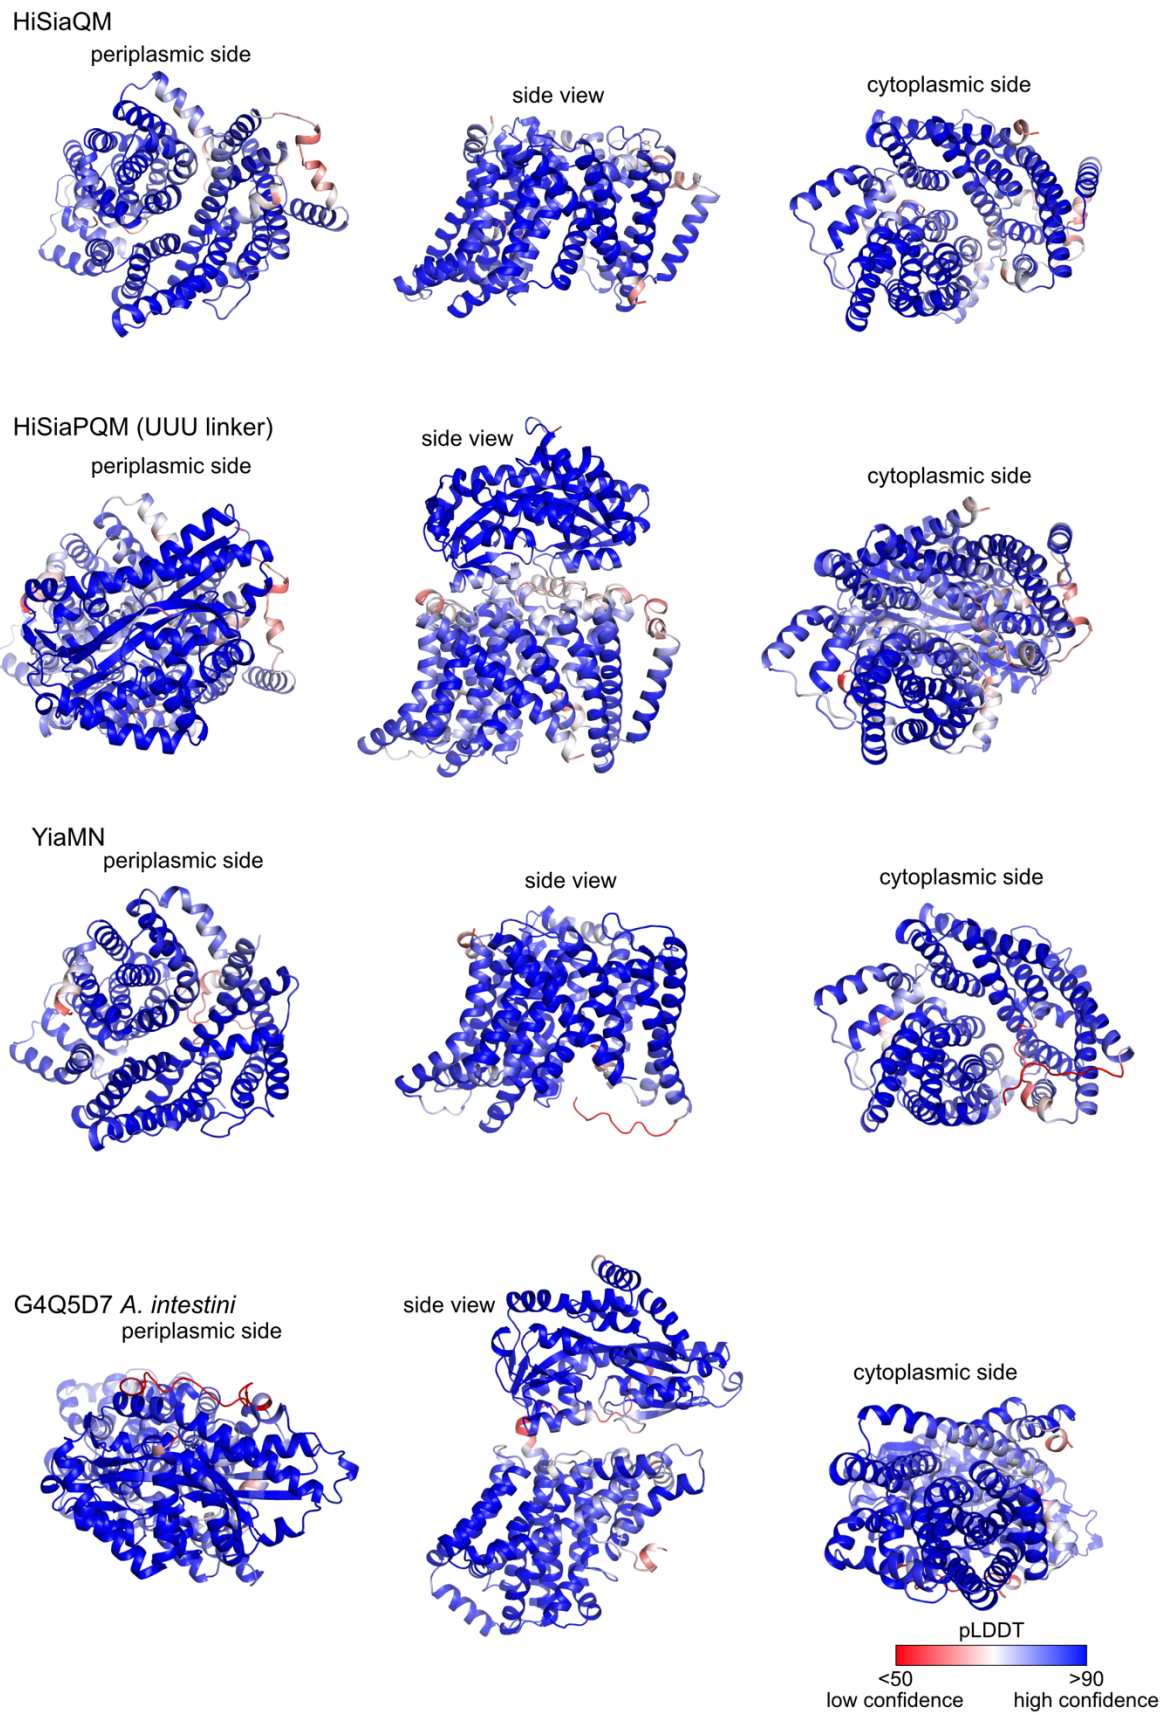 HiSiaQM
periplasmic side
side view
cytoplasmic side
HiSiaPQM (UUU linker)
periplasmic side
side view
cytoplasmic side
YiaMN
periplasmic side
side view
cytoplasmic side
G4Q5D7 A. intestini
periplasmic side
side view
cytoplasmic side
pLDDT
<50 >90
low confidence high confidence